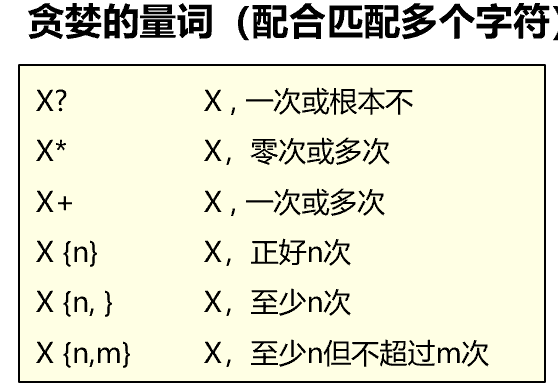 贪婪的量词（配合匹配多个字符）
X? X , 一次或根本不
X* X，零次或多次
X+ X , 一次或多次
X {n} X，正好n次
X {n, } X，至少n次
X {n,m} X，至少n但不超过m次